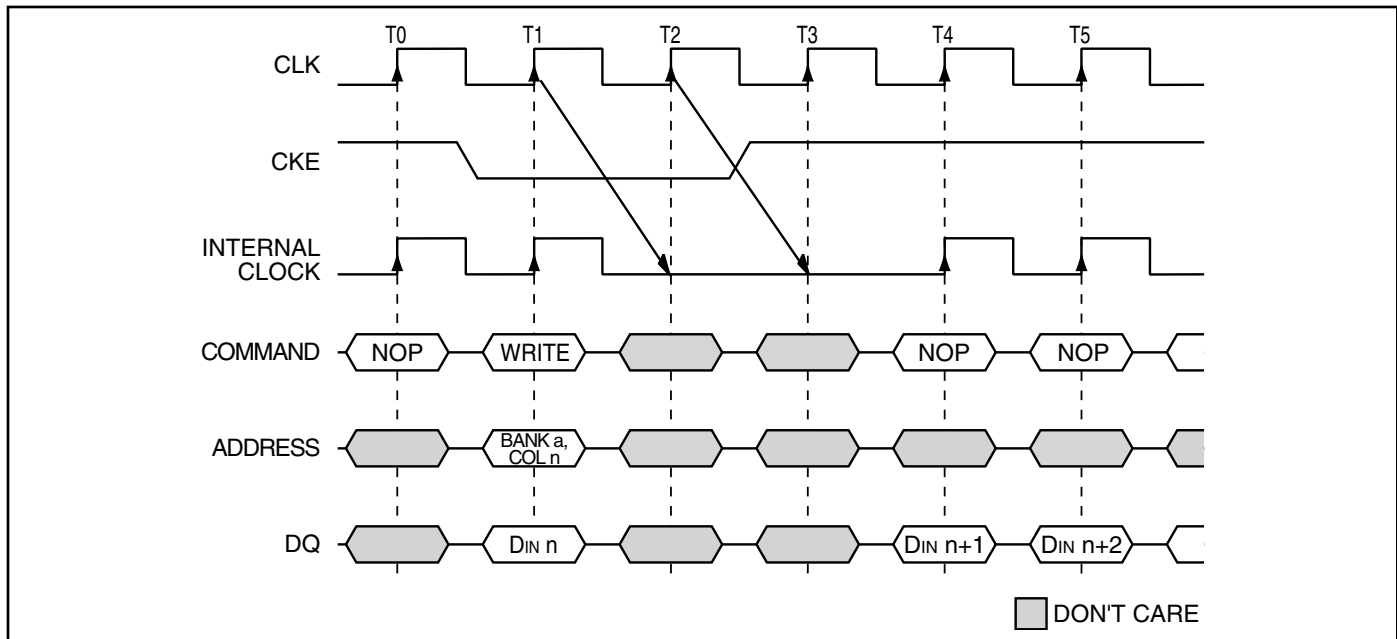 T0 T1 T2 T3 T4 T5
CLK
CKE
INTERNAL
CLOCK
COMMAND NOP WRITE NOP NOP
ADDRESS BANK a,
COL n
DQ DIN n DIN n+1 DIN n+2
DON'T CARE